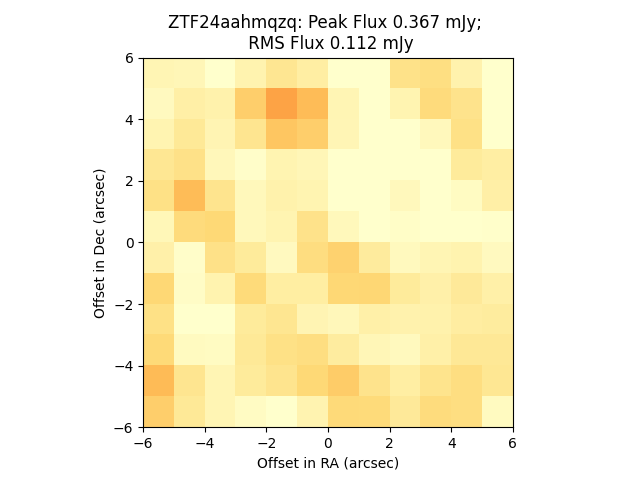 ZTF24aahmqzq: Peak Flux 0.367 mJy;
RMS Flux 0.112 mJy
6
4
2
0
−2
−4
−6
Offset in Dec (arcsec)
−6 −4 −2 0 2 4 6
Offset in RA (arcsec)